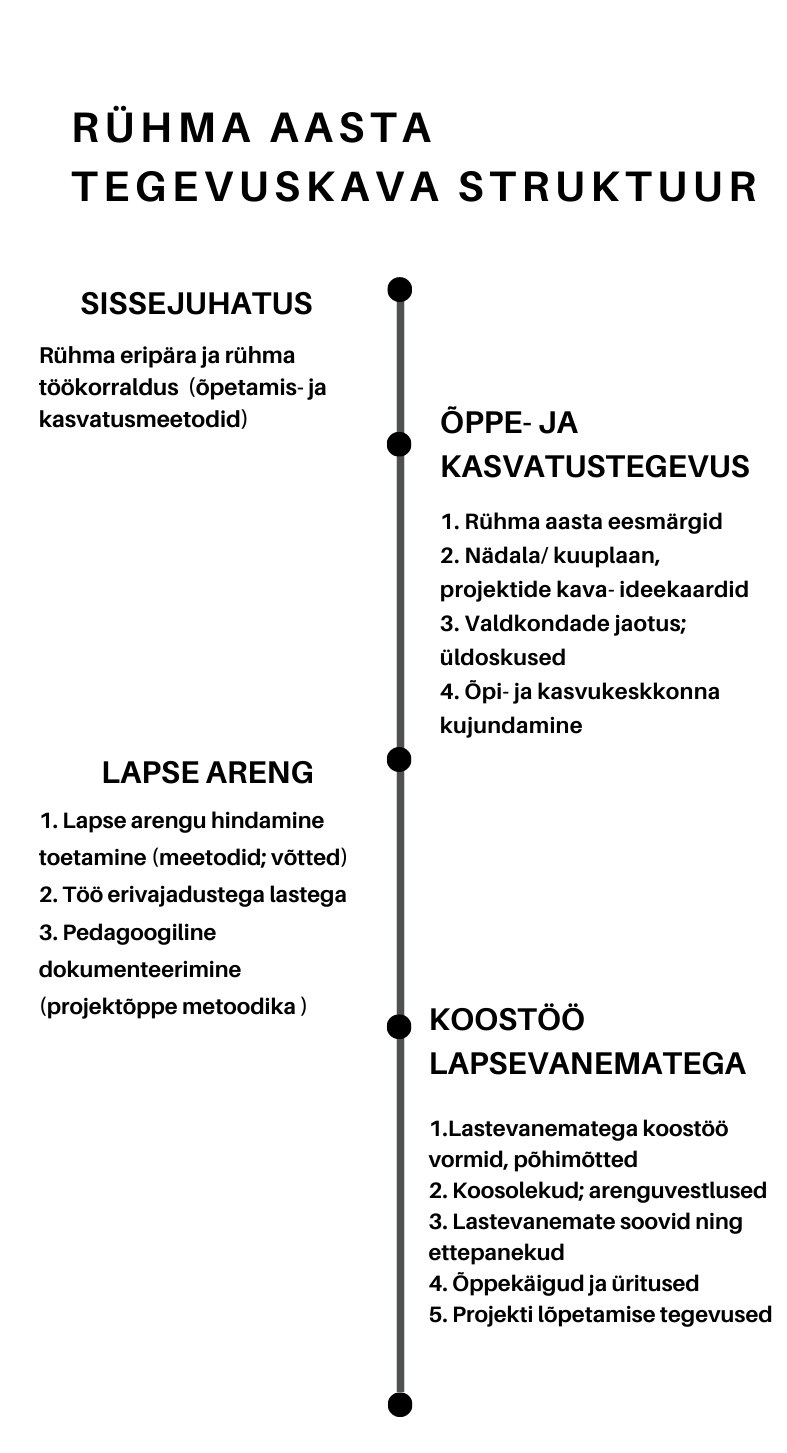 RÜHMA AASTA
TEGEVUSKAVA STRUKTUUR
SISSEJUHATUS
Rühma eripära ja rühma
töökorraldus (õpetamis- ja
kasvatusmeetodid)
ÕPPE- JA
KASVATUSTEGEVUS
1. Rühma aasta eesmärgid
2. Nädala/ kuuplaan,
projektide kava- ideekaardid
3. Valdkondade jaotus;
üldoskused
4. Õpi- ja kasvukeskkonna
kujundamine
LAPSE ARENG
1. Lapse arengu hindamine
toetamine (meetodid; võtted)
2. Töö erivajadustega lastega
3. Pedagoogiline
dokumenteerimine
(projektõppe metoodika )
KOOSTÖÖ
LAPSEVANEMATEGA
1.Lastevanematega koostöö
vormid, põhimõtted
2. Koosolekud; arenguvestlused
3. Lastevanemate soovid ning
ettepanekud
4. Õppekäigud ja üritused
5. Projekti lõpetamise tegevused